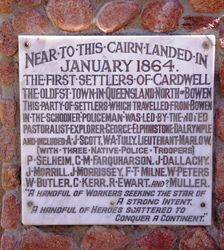 NEAR·TO·THIS·CAIRN·LANDED·IN
JANUARY 1864.
THE·FIRST·SETTLERS·OF·CARDWELL
THE·OLDEST·TOWN·IN·QUEENSLAND·NORTH·OF·BOWEN
THIS·PARTY·OF·SETTLERS·WHICH·TRAVELLED·FROM·BOWEN
IN·THE·SCHOONER·POLICEMAN·WAS·LED·BY·THE·NOTED
PASTORALIST·EXPLORER·GEORGE·ELPHINSTONE·DALRYMPLE
AND·INCLUDED·A·J·SCOTT, W·A·TULLY, LIEUTENANT·MARLOW,
(WITH·THREE·NATIVE·POLICE·TROOPERS)
P·SELHEIM, G·M·FARQUHARSON, J·DALLACHY,
J·MORRILL, J·MORRISSEY, F·T·MILNE, W·PETERS
W·BUTLER, C·KERR, R·EWART, AND MULLER.
"A HANDFUL OF WORKERS SEEKING THE STAR OF
A STRONG INTENT,
"A HANDFUL OF HEROES SCATTERED TO
CONQUER A CONTINENT."